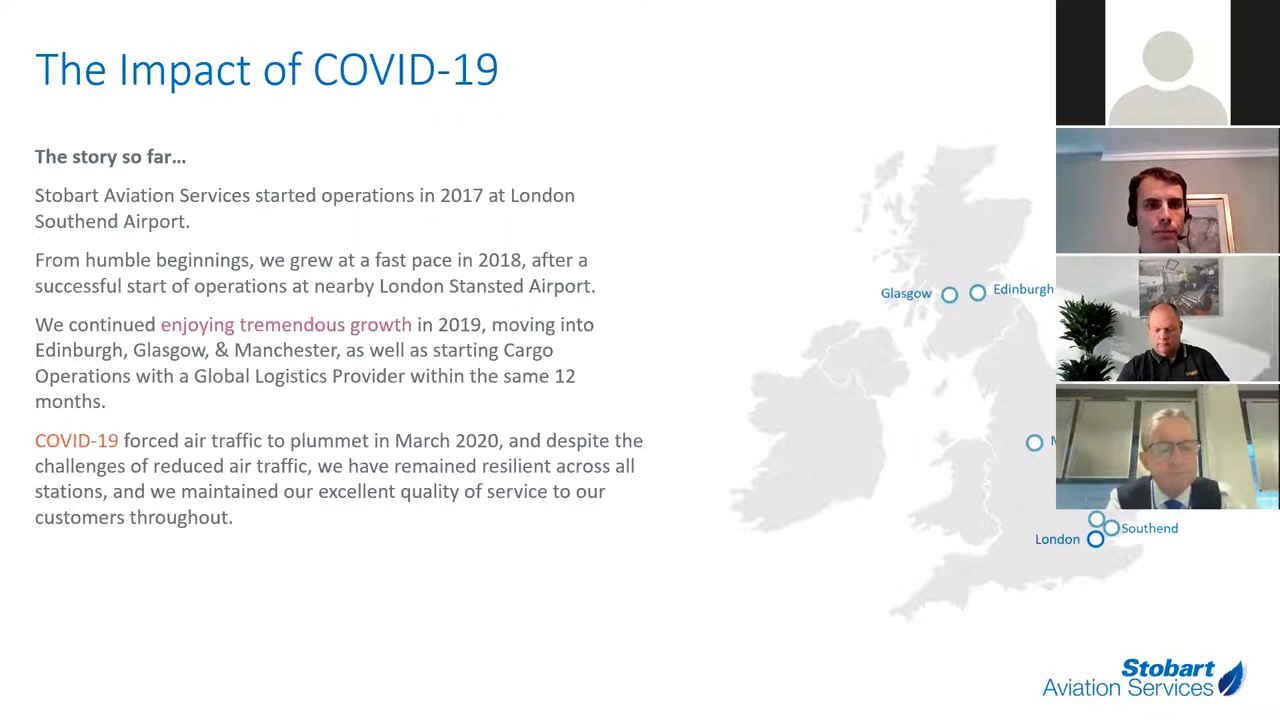 The Impact of COVID-19
The story so far...
Stobart Aviation Services started operations in 2017 at London
Southend Airport.
From humble beginnings, we grew at a fast pace in 2018, after a
successful start of operations at nearby London Stansted Airport.
We continued enjoying tremendous growth in 2019, moving into
Edinburgh, Glasgow, & Manchester, as well as starting Cargo
Operations with a Global Logistics Provider within the same 12
months.
COVID-19 forced air traffic to plummet in March 2020, and despite the
challenges of reduced air traffic, we have remained resilient across all
stations, and we maintained our excellent quality of service to our
customers throughout.
Glasgow
Edinburgh
Southend
London
Stobart
Aviation Services